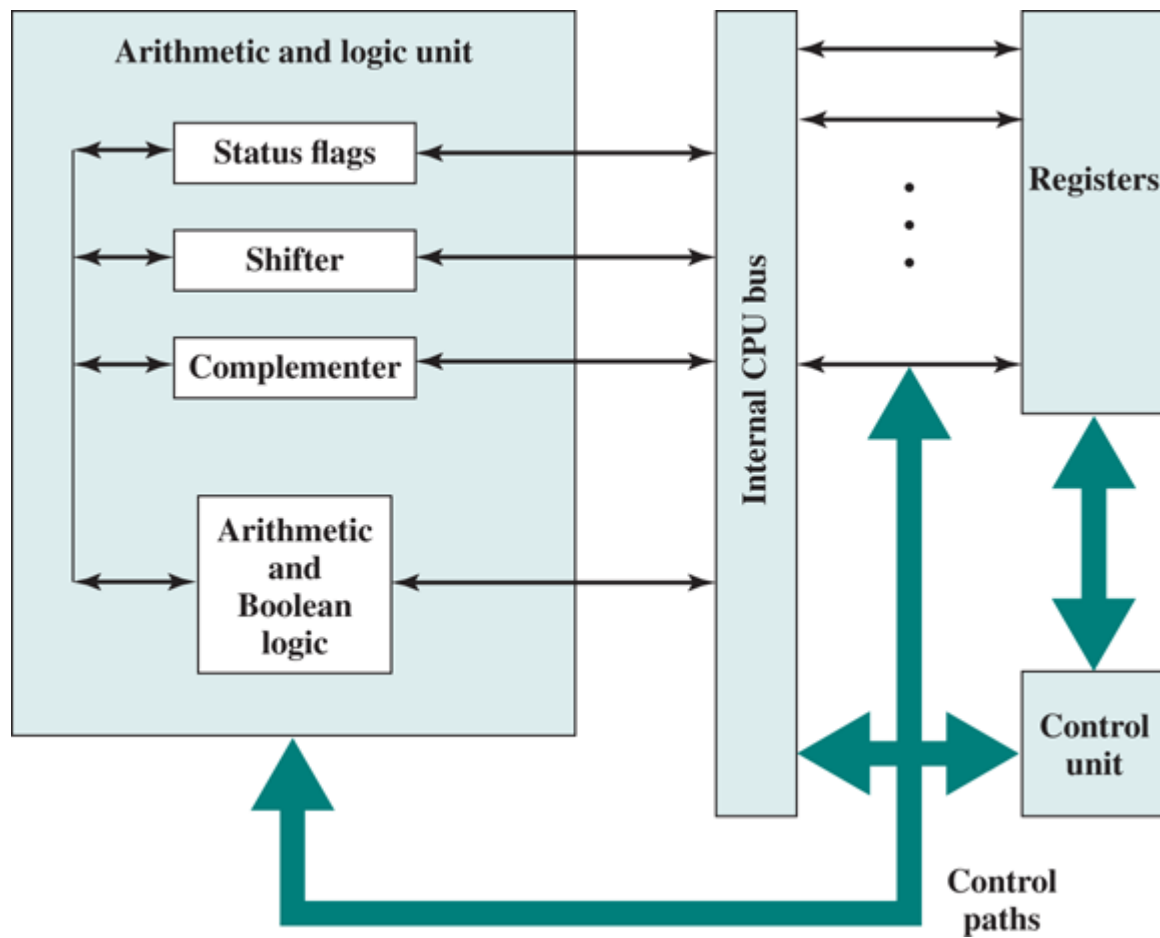 Arithmetic and logic unit
Status flags
Shifter
Complementer
Arithmetic
and
Boolean
logic
Internal CPU bus
Registers
Control
unit
Control
paths